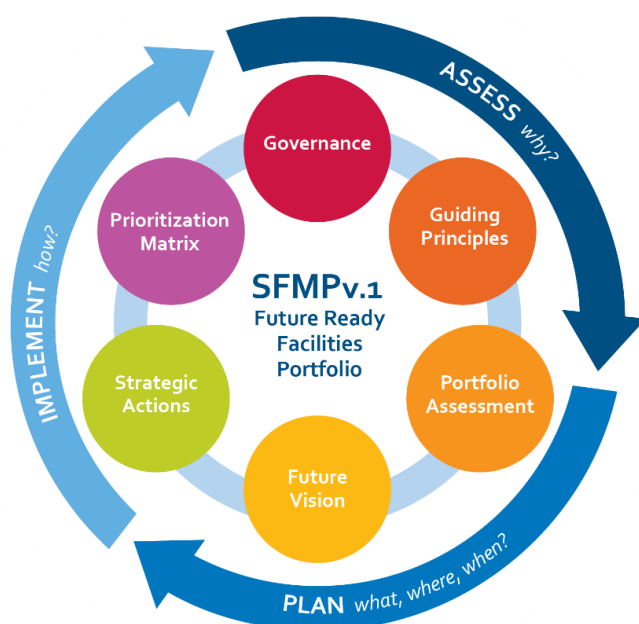 ASSESS why?
Governance
Guiding
Principles
Prioritization
Matrix
SFMPv.1
Future Ready
Facilities
Portfolio
Portfolio
Assessment
Strategic
Actions
Future
Vision
IMPLEMENT how?
PLAN what, where, when?